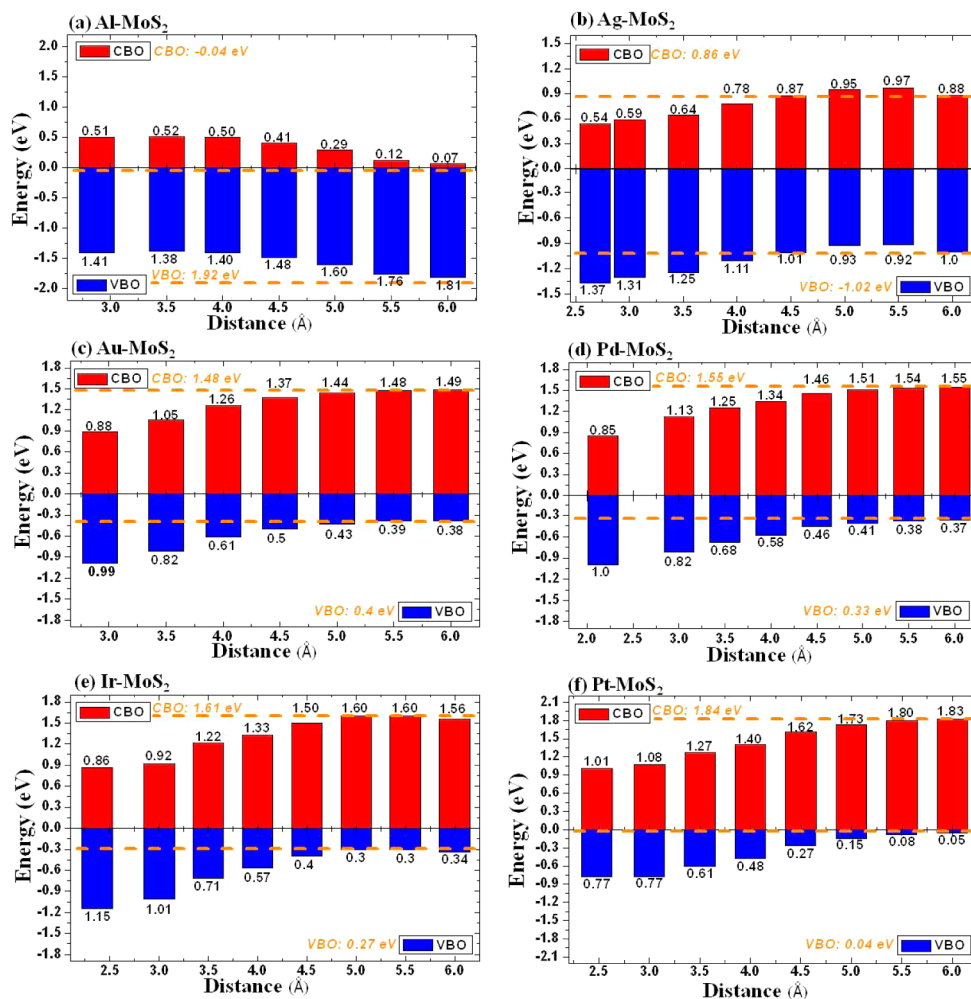 (a) Al-MoS₂
CBO CBO: -0.04 eV
2.0
1.5
1.0
0.5
0.0
-0.5
-1.0
-1.5
-2.0
Energy (eV)
0.51 0.52 0.50 0.41 0.29 0.12 0.07
1.41 1.38 1.40 1.48 1.60 1.76 1.81
VBO VBO: 1.92 eV
3.0 3.5 4.0 4.5 5.0 5.5 6.0
Distance (Å)
(b) Ag-MoS₂
CBO CBO: 0.86 eV
1.5
1.2
0.9
0.6
0.3
0.0
-0.3
-0.6
-0.9
-1.2
-1.5
Energy (eV)
0.54 0.59 0.64 0.78 0.87 0.95 0.97 0.88
1.37 1.31 1.25 1.11 1.01 0.93 0.92 1.0
VBO: -1.02 eV VBO
2.5 3.0 3.5 4.0 4.5 5.0 5.5 6.0
Distance (Å)
(c) Au-MoS₂
CBO CBO: 1.48 eV
1.8
1.5
1.2
0.9
0.6
0.3
0.0
-0.3
-0.6
-0.9
-1.2
-1.5
-1.8
Energy (eV)
0.88 1.05 1.26 1.37 1.44 1.48 1.49
0.99 0.82 0.61 0.5 0.43 0.39 0.38
VBO: 0.4 eV VBO
3.0 3.5 4.0 4.5 5.0 5.5 6.0
Distance (Å)
(d) Pd-MoS₂
CBO CBO: 1.55 eV
1.8
1.5
1.2
0.9
0.6
0.3
0.0
-0.3
-0.6
-0.9
-1.2
-1.5
-1.8
Energy (eV)
0.85 1.13 1.25 1.34 1.46 1.51 1.54 1.55
1.0 0.82 0.68 0.58 0.46 0.41 0.38 0.37
VBO: 0.33 eV VBO
2.0 2.5 3.0 3.5 4.0 4.5 5.0 5.5 6.0
Distance (Å)
(e) Ir-MoS₂
CBO CBO: 1.61 eV
1.8
1.5
1.2
0.9
0.6
0.3
0.0
-0.3
-0.6
-0.9
-1.2
-1.5
-1.8
Energy (eV)
0.86 0.92 1.22 1.33 1.50 1.60 1.60 1.56
1.15 1.01 0.71 0.57 0.4 0.3 0.3 0.34
VBO: 0.27 eV VBO
2.5 3.0 3.5 4.0 4.5 5.0 5.5 6.0
Distance (Å)
(f) Pt-MoS₂
CBO CBO: 1.84 eV
2.1
1.8
1.5
1.2
0.9
0.6
0.3
0.0
-0.3
-0.6
-0.9
-1.2
-1.5
-1.8
-2.1
Energy (eV)
1.01 1.08 1.27 1.40 1.62 1.73 1.80 1.83
0.77 0.77 0.61 0.48 0.27 0.15 0.08 0.05
VBO: 0.04 eV VBO
2.5 3.0 3.5 4.0 4.5 5.0 5.5 6.0
Distance (Å)